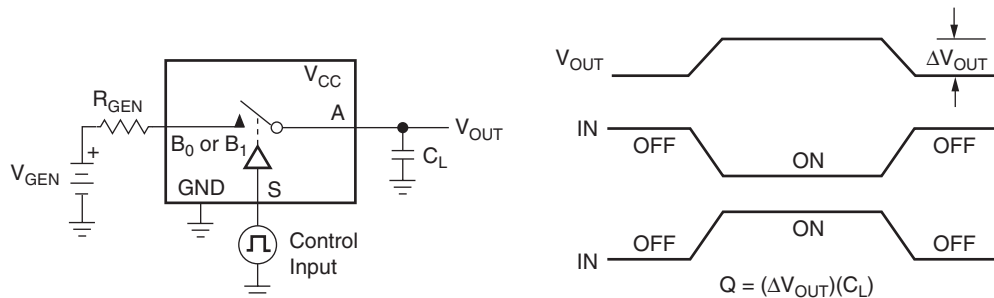 V_CC
R_GEN
A
V_OUT
B_0 or B_1
C_L
V_GEN
+
GND
S
Control
Input
V_OUT
ΔV_OUT
IN
OFF
ON
OFF
IN
OFF
ON
OFF
Q = (ΔV_OUT)(C_L)